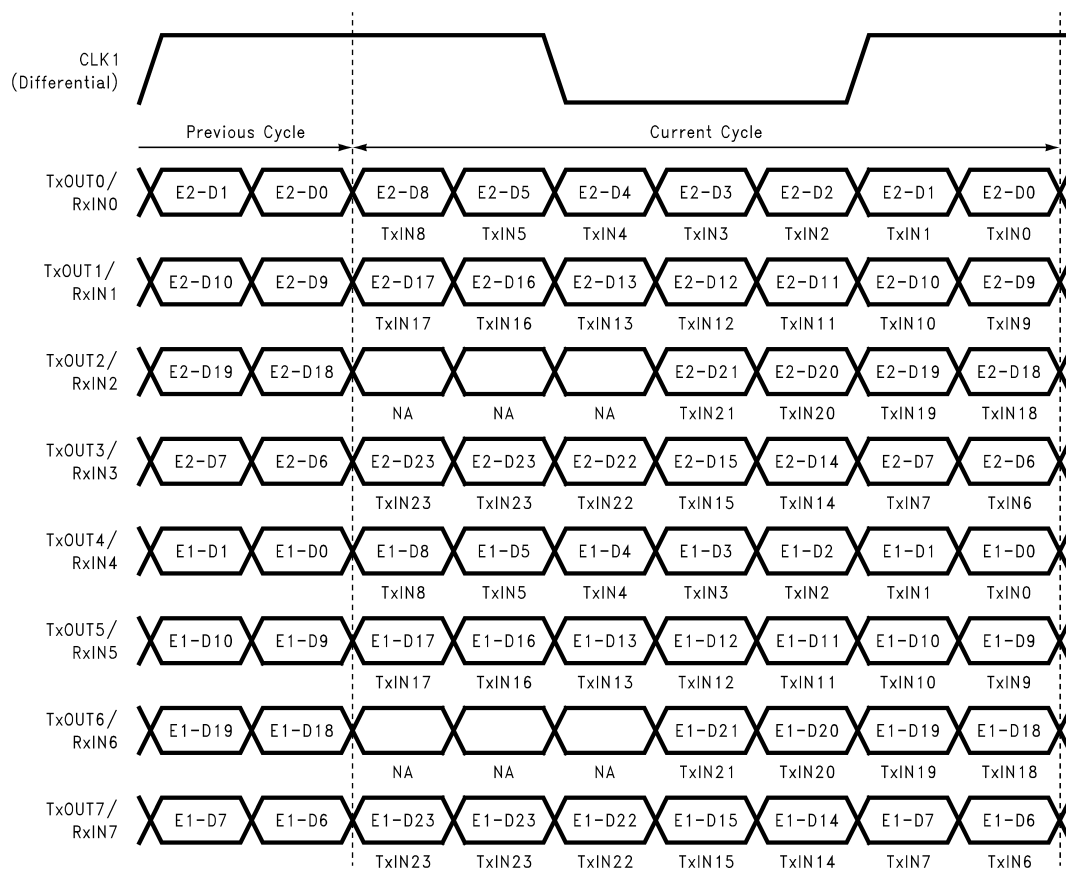 CLK1
(Differential)
Previous Cycle
Current Cycle
TxOUT0/
RxIN0
E2-D1 E2-D0 E2-D8 E2-D5 E2-D4 E2-D3 E2-D2 E2-D1 E2-D0
TxIN8 TxIN5 TxIN4 TxIN3 TxIN2 TxIN1 TxIN0
TxOUT1/
RxIN1
E2-D10 E2-D9 E2-D17 E2-D16 E2-D13 E2-D12 E2-D11 E2-D10 E2-D9
TxIN17 TxIN16 TxIN13 TxIN12 TxIN11 TxIN10 TxIN9
TxOUT2/
RxIN2
E2-D19 E2-D18 E2-D21 E2-D20 E2-D19 E2-D18
NA NA NA TxIN21 TxIN20 TxIN19 TxIN18
TxOUT3/
RxIN3
E2-D7 E2-D6 E2-D23 E2-D23 E2-D22 E2-D15 E2-D14 E2-D7 E2-D6
TxIN23 TxIN23 TxIN22 TxIN15 TxIN14 TxIN7 TxIN6
TxOUT4/
RxIN4
E1-D1 E1-D0 E1-D8 E1-D5 E1-D4 E1-D3 E1-D2 E1-D1 E1-D0
TxIN8 TxIN5 TxIN4 TxIN3 TxIN2 TxIN1 TxIN0
TxOUT5/
RxIN5
E1-D10 E1-D9 E1-D17 E1-D16 E1-D13 E1-D12 E1-D11 E1-D10 E1-D9
TxIN17 TxIN16 TxIN13 TxIN12 TxIN11 TxIN10 TxIN9
TxOUT6/
RxIN6
E1-D19 E1-D18 E1-D21 E1-D20 E1-D19 E1-D18
NA NA NA TxIN21 TxIN20 TxIN19 TxIN18
TxOUT7/
RxIN7
E1-D7 E1-D6 E1-D23 E1-D23 E1-D22 E1-D15 E1-D14 E1-D7 E1-D6
TxIN23 TxIN23 TxIN22 TxIN15 TxIN14 TxIN7 TxIN6